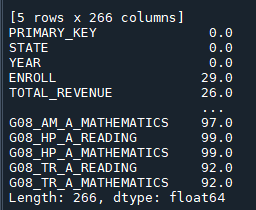 [5 rows x 266 columns]
PRIMARY_KEY 0.0
STATE 0.0
YEAR 0.0
ENROLL 29.0
TOTAL_REVENUE 26.0
...
G08_AM_A_MATHEMATICS 97.0
G08_HP_A_READING 99.0
G08_HP_A_MATHEMATICS 99.0
G08_TR_A_READING 92.0
G08_TR_A_MATHEMATICS 92.0
Length: 266, dtype: float64